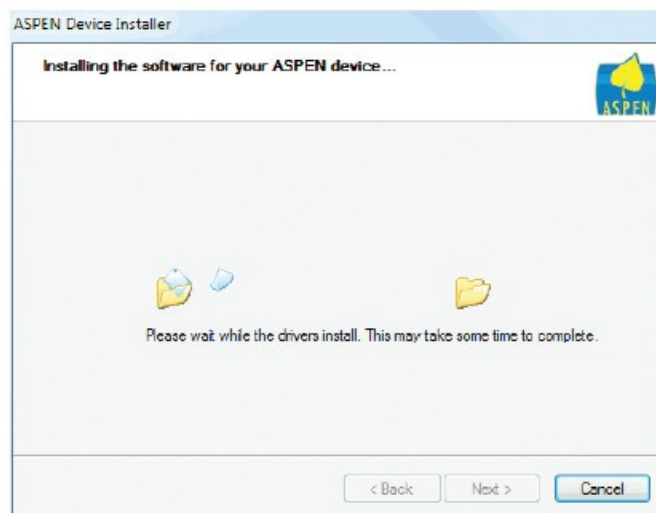 ASPEN Device Installer
Installing the software for your ASPEN device...
ASPEN
Please wait while the drivers install. This may take some time to complete.
< Back
Next >
Cancel